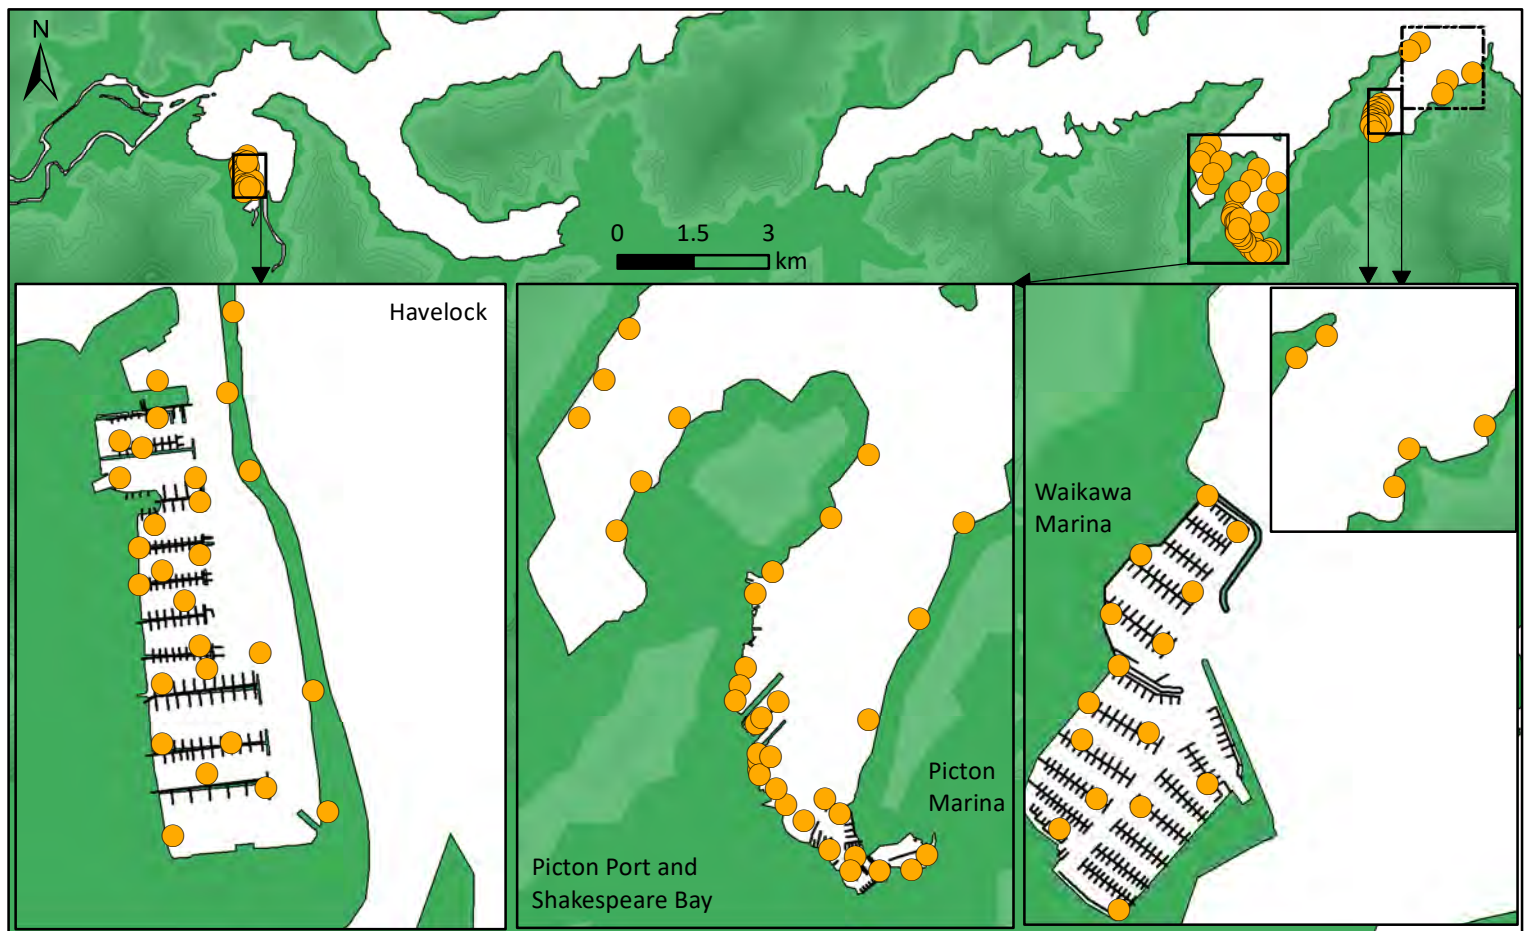 N
0 1.5 3
km
Havelock
Picton
Marina
Picton Port and
Shakespeare Bay
Waikawa
Marina